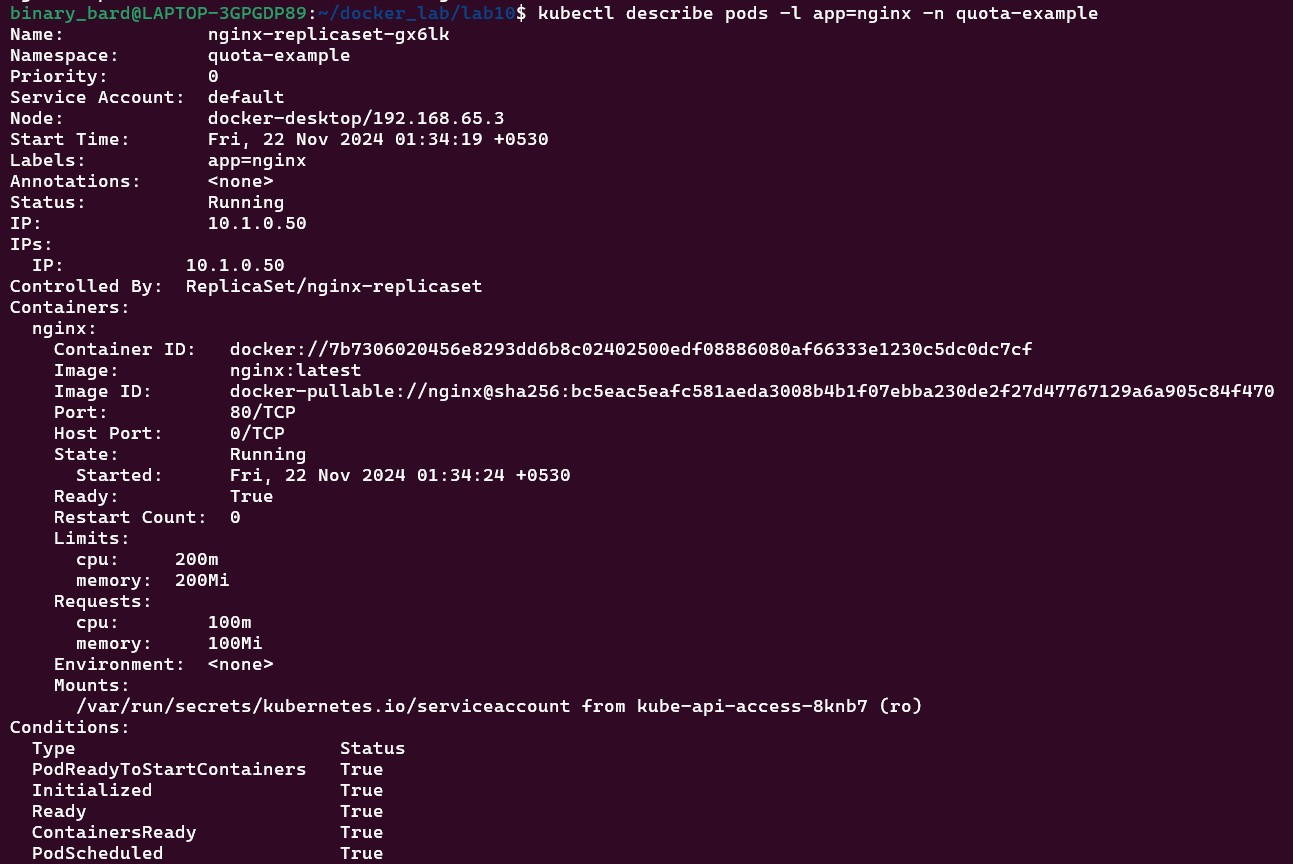 binary_bard@LAPTOP-3GPGDP89:~/docker_lab/lab10$ kubectl describe pods -l app=nginx -n quota-example
Name:             nginx-replicaset-gx6lk
Namespace:        quota-example
Priority:         0
Service Account:  default
Node:             docker-desktop/192.168.65.3
Start Time:       Fri, 22 Nov 2024 01:34:19 +0530
Labels:           app=nginx
Annotations:      <none>
Status:           Running
IP:               10.1.0.50
IPs:
  IP:           10.1.0.50
Controlled By:  ReplicaSet/nginx-replicaset
Containers:
  nginx:
    Container ID:   docker://7b7306020456e8293dd6b8c02402500edf08886080af66333e1230c5dc0dc7cf
    Image:          nginx:latest
    Image ID:       docker-pullable://nginx@sha256:bc5eac5eafc581aeda3008b4b1f07ebba230de2f27d47767129a6a905c84f470
    Port:           80/TCP
    Host Port:      0/TCP
    State:          Running
      Started:      Fri, 22 Nov 2024 01:34:24 +0530
    Ready:          True
    Restart Count:  0
    Limits:
      cpu:     200m
      memory:  200Mi
    Requests:
      cpu:        100m
      memory:     100Mi
    Environment:  <none>
    Mounts:
      /var/run/secrets/kubernetes.io/serviceaccount from kube-api-access-8knb7 (ro)
Conditions:
  Type                        Status
  PodReadyToStartContainers   True
  Initialized                 True
  Ready                       True
  ContainersReady             True
  PodScheduled                True